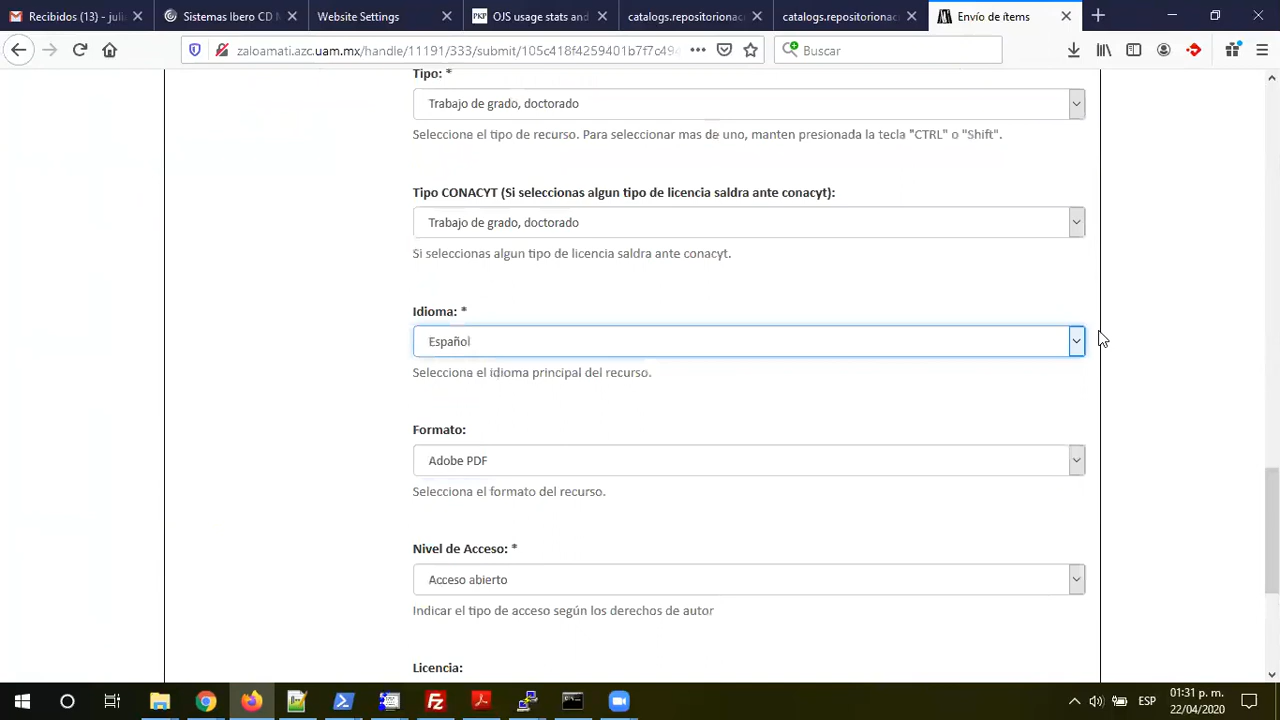 Recibidos (13) - juli
Sistemas Ibero CD M
Website Settings
PKP OJS usage stats and
catalogs.repositoriona
catalogs.repositoriona
Envío de ítems
zaloamati.azc.uam.mx/handle/11191/333/submit/105c418f4259401b7f7c494
Buscar
Tipo: *
Trabajo de grado, doctorado
Seleccione el tipo de recurso. Para seleccionar mas de uno, manten presionada la tecla "CTRL" o "Shift".
Tipo CONACYT (Si seleccionas algun tipo de licencia saldra ante conacyt):
Trabajo de grado, doctorado
Si seleccionas algun tipo de licencia saldra ante conacyt.
Idioma: *
Español
Selecciona el idioma principal del recurso.
Formato:
Adobe PDF
Selecciona el formato del recurso.
Nivel de Acceso: *
Acceso abierto
Indicar el tipo de acceso según los derechos de autor
Licencia:
ESP
01:31 p. m.
22/04/2020